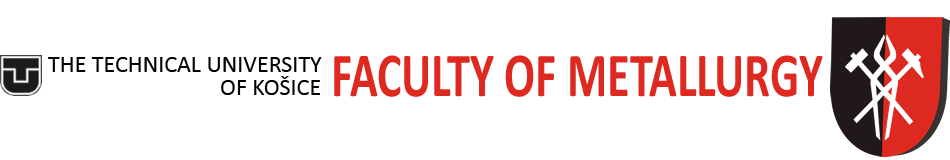 THE TECHNICAL UNIVERSITY
OF KOŠICE
FACULTY OF METALLURGY